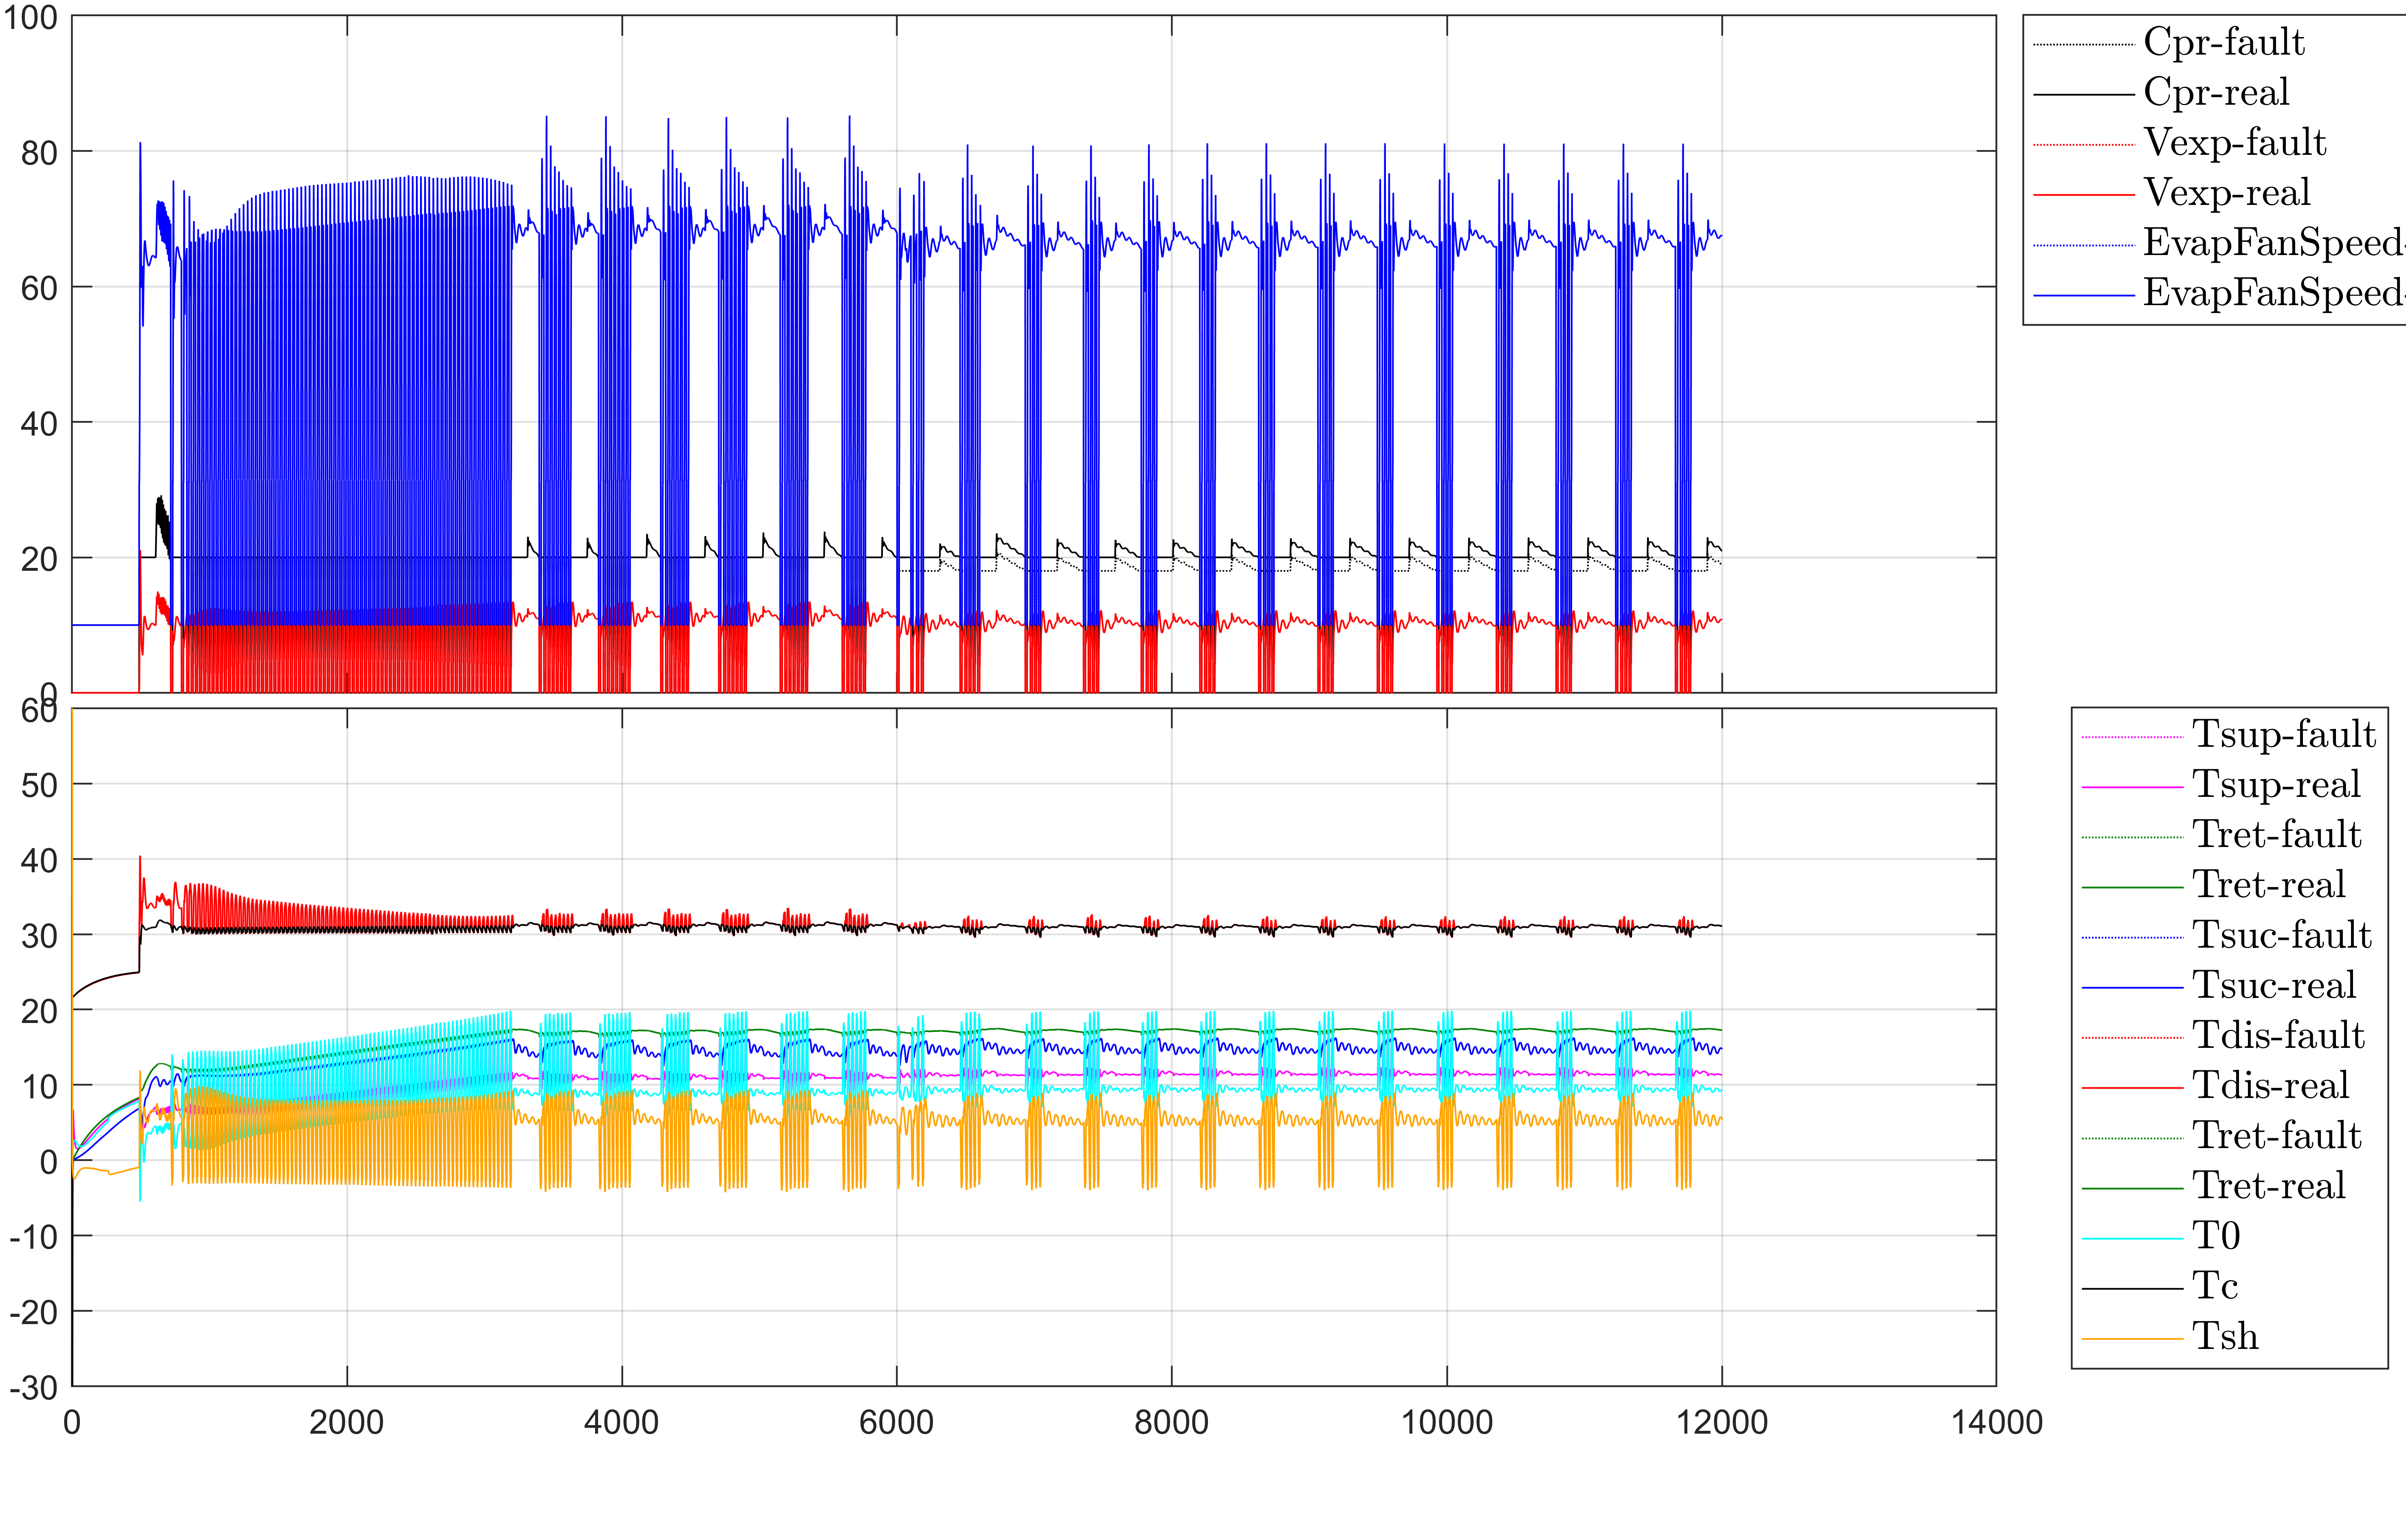 100
80
60
40
20
0
Cpr-fault
Cpr-real
Vexp-fault
Vexp-real
EvapFanSpeed-
EvapFanSpeed-
60
50
40
30
20
10
0
-10
-20
-30
0
2000
4000
6000
8000
10000
12000
14000
Tsup-fault
Tsup-real
Tret-fault
Tret-real
Tsuc-fault
Tsuc-real
Tdis-fault
Tdis-real
Tret-fault
Tret-real
T0
Tc
Tsh